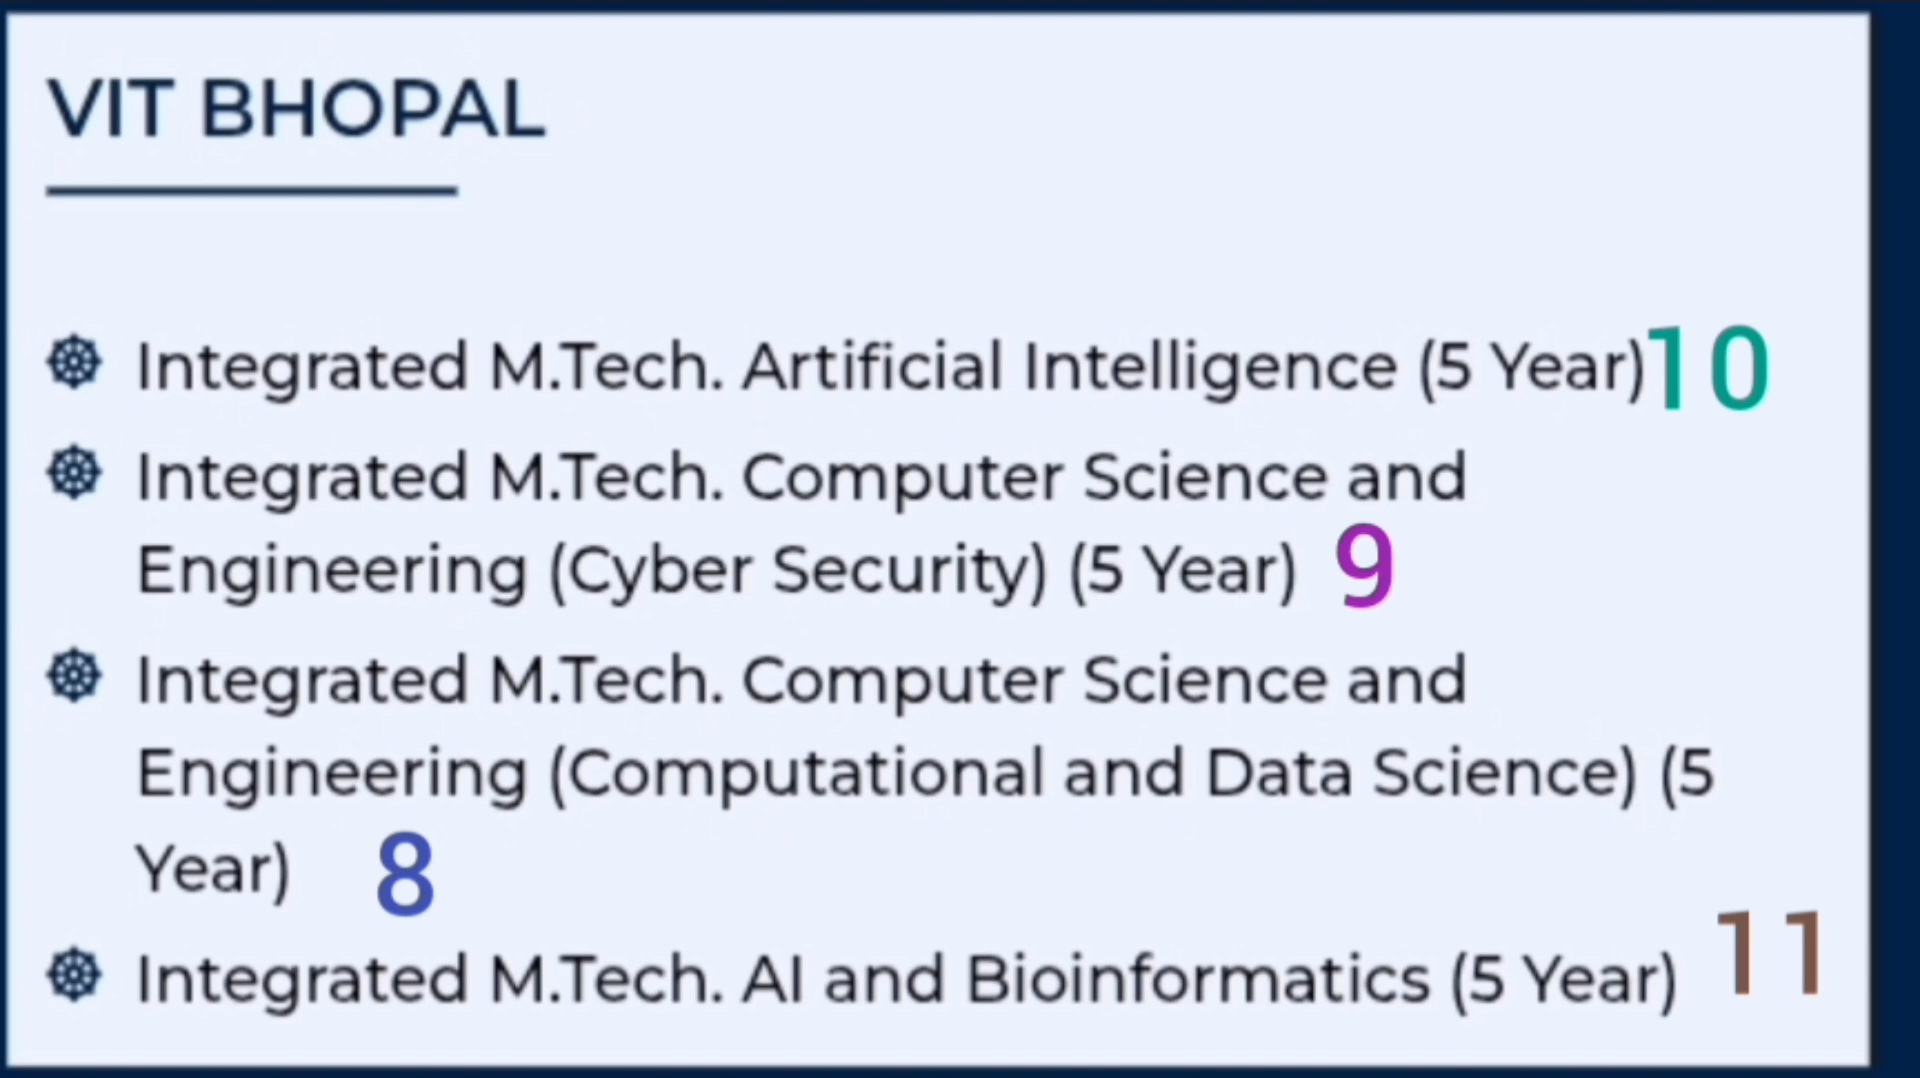 VIT BHOPAL
Integrated M.Tech. Artificial Intelligence (5 Year) 10
Integrated M.Tech. Computer Science and
Engineering (Cyber Security) (5 Year) 9
Integrated M.Tech. Computer Science and
Engineering (Computational and Data Science) (5
Year) 8
Integrated M.Tech. AI and Bioinformatics (5 Year) 11